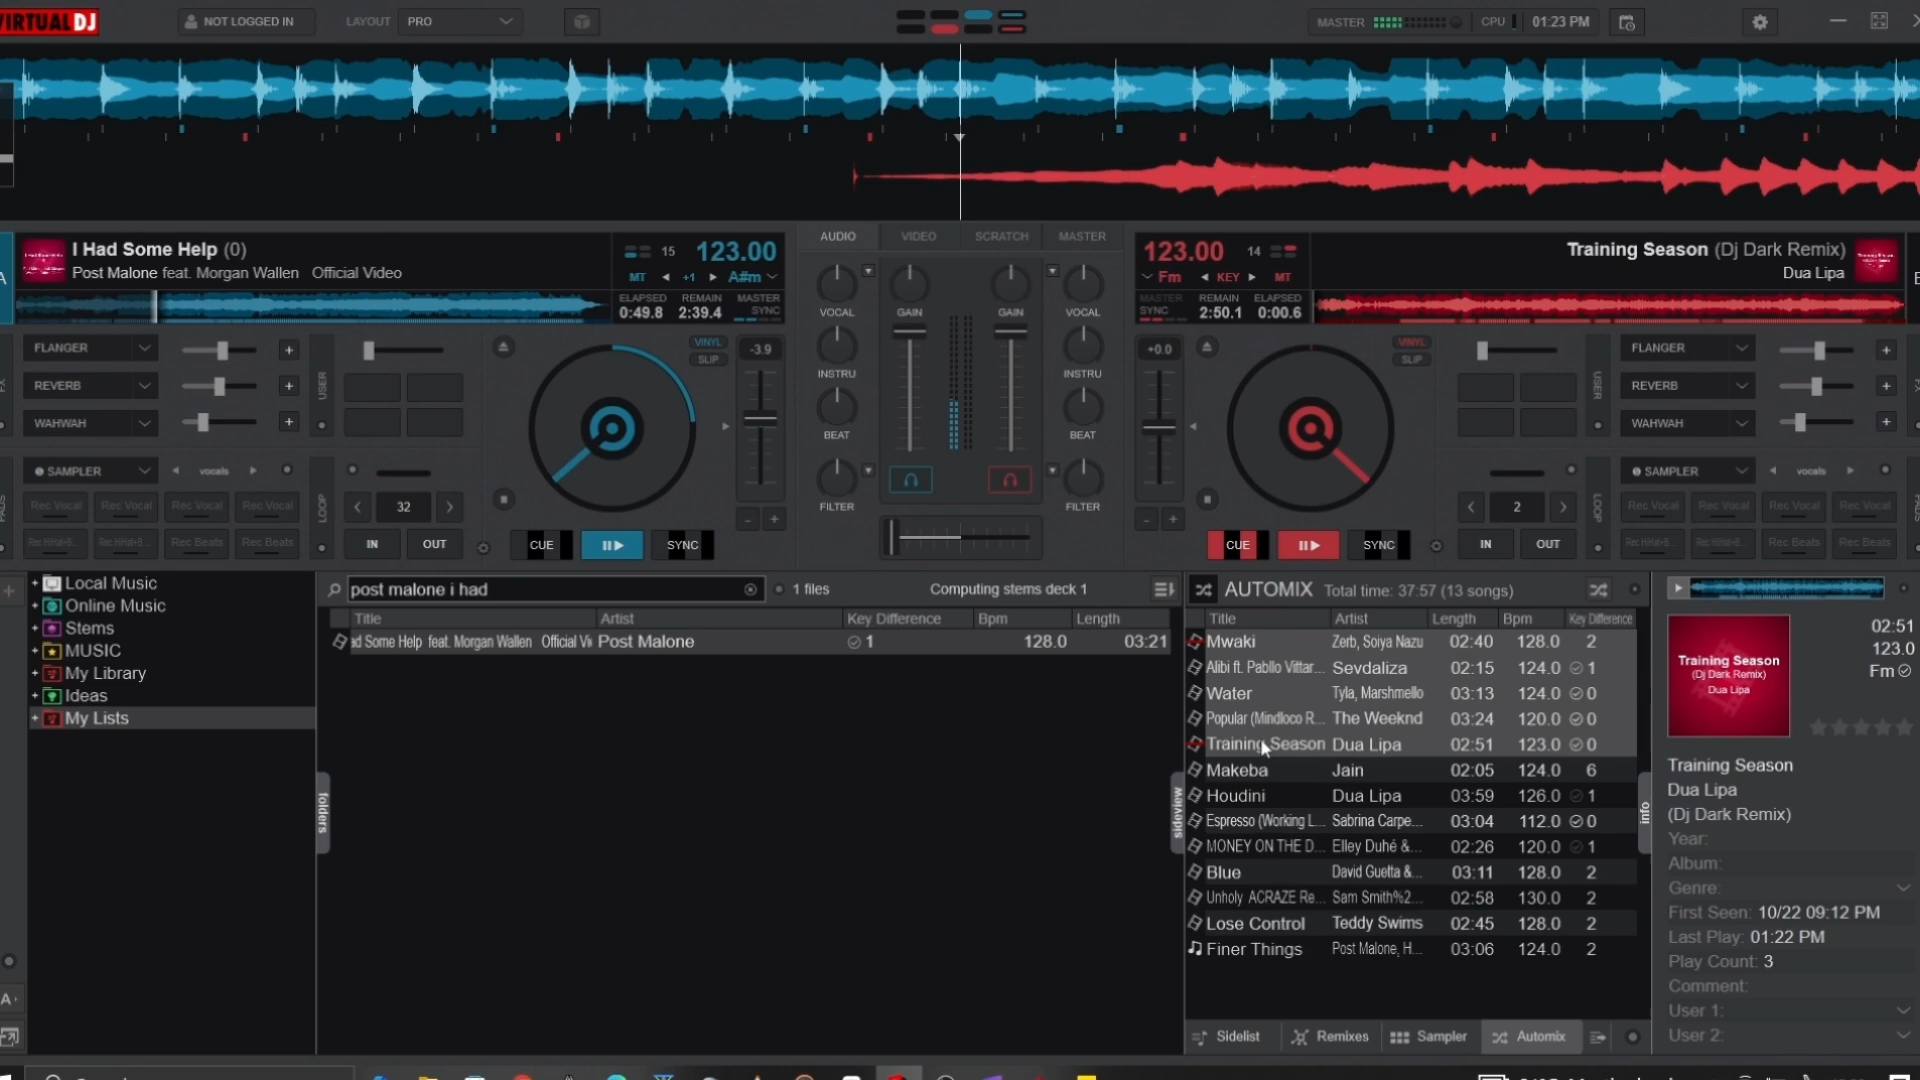 VIRTUAL DJ
NOT LOGGED IN
LAYOUT PRO
MASTER CPU 01:23 PM
I Had Some Help (0)
Post Malone feat. Morgan Wallen Official Video
15 123.00
MT +1 A#m
ELAPSED REMAIN MASTER
0:49.8 2:39.4 SYNC
AUDIO VIDEO SCRATCH MASTER
123.00 14
Fm KEY MT
MASTER SYNC REMAIN ELAPSED
2:50.1 0:00.6
Training Season (Dj Dark Remix)
Dua Lipa
FLANGER
REVERB
WAHWAH
USER
VINYL
SLIP
-3.9
GAIN GAIN
VOCAL VOCAL
INSTRU INSTRU
BEAT BEAT
FILTER FILTER
+0.0
VINYL
SLIP
USER
FLANGER
REVERB
WAHWAH
FX
PADS
SAMPLER vocals
Rec Vocal Rec Vocal Rec Vocal Rec Vocal
Rec Beats Rec Beats
LOOP
32
IN OUT
CUE SYNC
CUE SYNC
2
IN OUT
LOOP
SAMPLER vocals
Rec Vocal Rec Vocal Rec Vocal Rec Vocal
Rec Beats Rec Beats
Local Music
Online Music
Stems
MUSIC
My Library
Ideas
My Lists
folders
post malone i had 1 files Computing stems deck 1
Title Artist Key Difference Bpm Length
ad Some Help feat. Morgan Wallen Official Vi Post Malone 1 128.0 03:21
sideview
AUTOMIX Total time: 37:57 (13 songs)
Title Artist Length Bpm Key Difference
Mwaki Zerb, Soiya Nazu 02:40 128.0 2
Alibi ft. Pabllo Vittar... Sevdaliza 02:15 124.0 1
Water Tyla, Marshmello 03:13 124.0 0
Popular (Mindloco R... The Weeknd 03:24 120.0 0
Training Season Dua Lipa 02:51 123.0 0
Makeba Jain 02:05 124.0 6
Houdini Dua Lipa 03:59 126.0 1
Espresso (Working L... Sabrina Carpe... 03:04 112.0 0
MONEY ON THE D... Elley Duhé &... 02:26 120.0 1
Blue David Guetta &... 03:11 128.0 2
Unholy ACRAZE Re... Sam Smith%2... 02:58 130.0 2
Lose Control Teddy Swims 02:45 128.0 2
Finer Things Post Malone, H... 03:06 124.0 2
Sidelist Remixes Sampler Automix
info
Training Season
(Dj Dark Remix)
Dua Lipa
02:51
123.0
Fm
Training Season
Dua Lipa
(Dj Dark Remix)
Year:
Album:
Genre:
First Seen: 10/22 09:12 PM
Last Play: 01:22 PM
Play Count: 3
Comment:
User 1:
User 2: